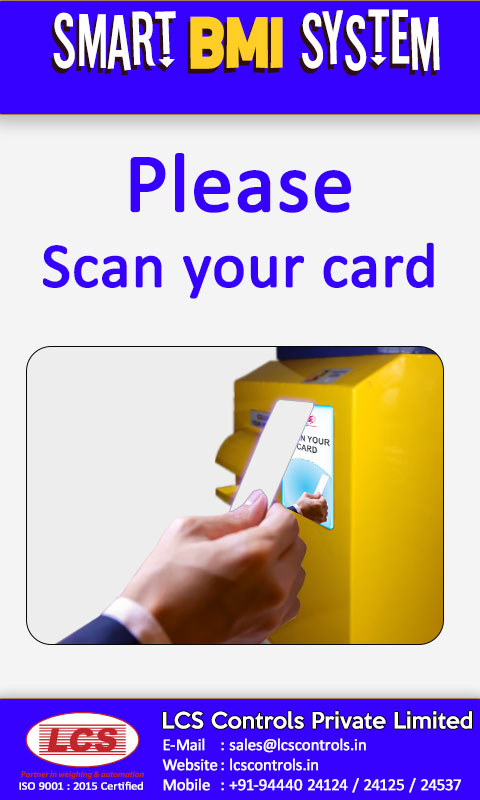 SMART BMI SYSTEM
Please
Scan your card
N YOUR
CARD
LCS Controls Private Limited
LCS
E-Mail : sales@lcscontrols.in
Website : lcscontrols.in
Partner in weighing & automation
ISO 9001 : 2015 Certified
Mobile : +91-94440 24124 / 24125 / 24537